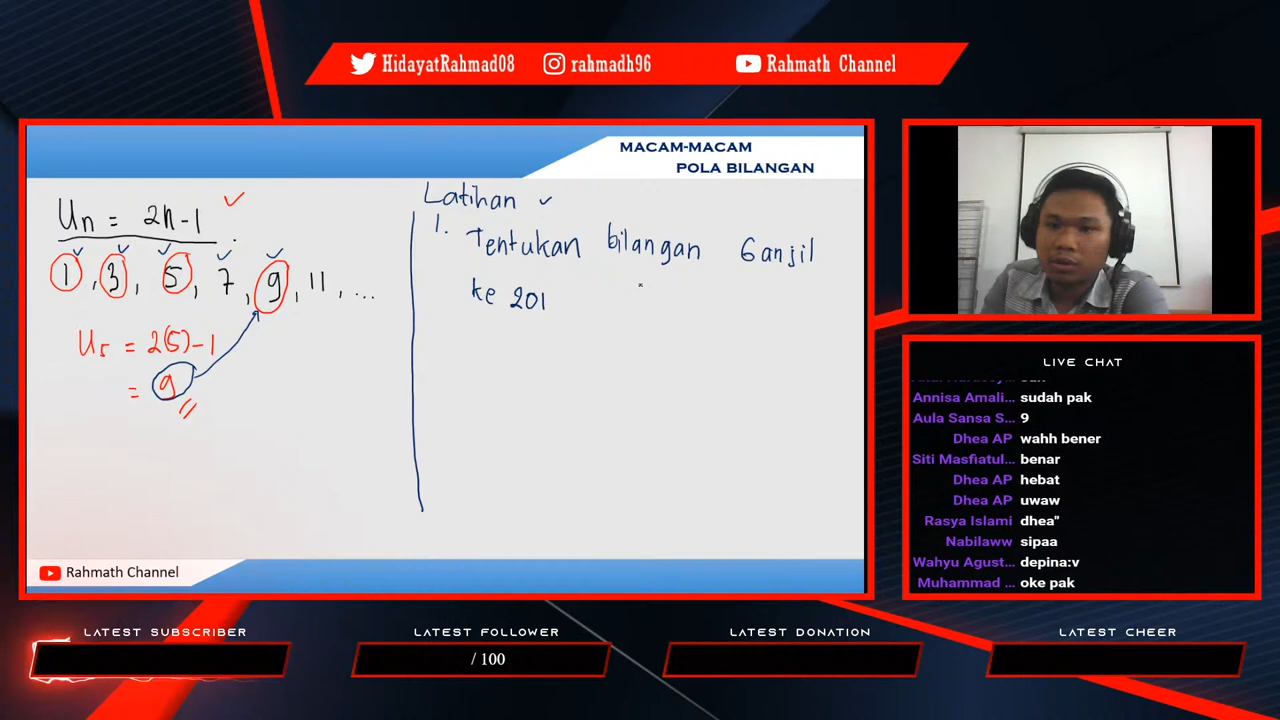 HidayatRahmad08 rahmadh96 Rahmath Channel
MACAM-MACAM
POLA BILANGAN
Un = 2n-1
1, 3, 5, 7, 9, 11, ...
U5 = 2(5)-1
= 9
Latihan
1. Tentukan bilangan Ganjil
ke 201
Rahmath Channel
LIVE CHAT
Annisa Amali... sudah pak
Aula Sansa S... 9
Dhea AP wahh bener
Siti Masfiatul... benar
Dhea AP hebat
Dhea AP uwaw
Rasya Islami dhea"
Nabilaww sipaa
Wahyu Agust... depina:v
Muhammad ... oke pak
LATEST SUBSCRIBER LATEST FOLLOWER LATEST DONATION LATEST CHEER
/ 100